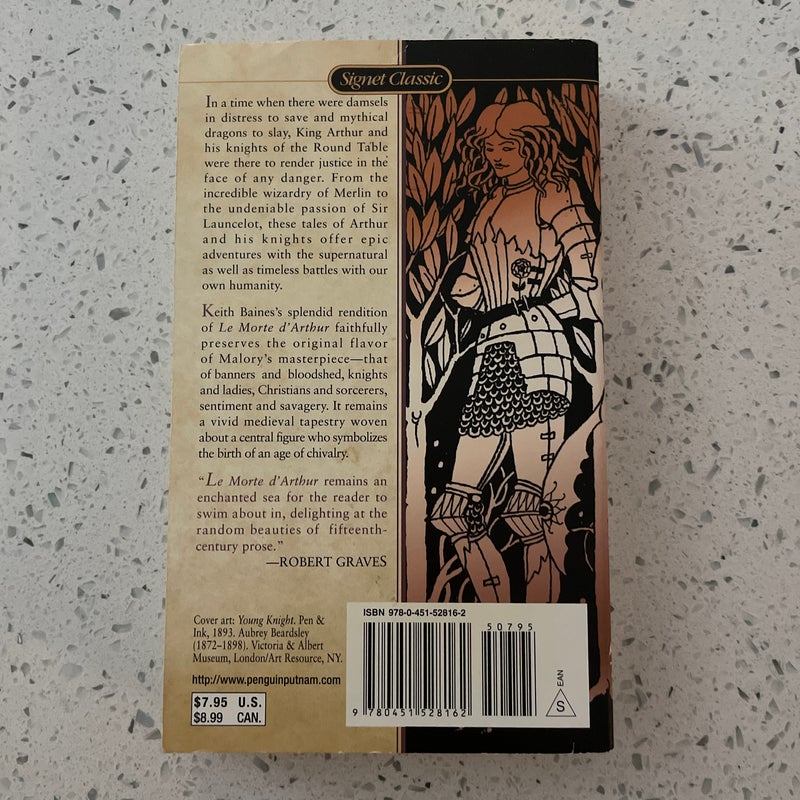 Signet Classic
In a time when there were damsels
in distress to save and mythical
dragons to slay, King Arthur and
his knights of the Round Table
were there to render justice in the
face of any danger. From the
incredible wizardry of Merlin to
the undeniable passion of Sir
Launcelot, these tales of Arthur
and his knights offer epic
adventures with the supernatural
as well as timeless battles with our
own humanity.
Keith Baines's splendid rendition
of Le Morte d'Arthur faithfully
preserves the original flavor
of Malory's masterpiece—that
of banners and bloodshed, knights
and ladies, Christians and sorcerers,
sentiment and savagery. It remains
a vivid medieval tapestry woven
about a central figure who symbolizes
the birth of an age of chivalry.
"Le Morte d'Arthur remains an
enchanted sea for the reader to
swim about in, delighting at the
random beauties of fifteenth-
century prose."
—ROBERT GRAVES
Cover art: Young Knight. Pen &
Ink, 1893. Aubrey Beardsley
(1872–1898). Victoria & Albert
Museum, London/Art Resource, NY.
http://www.penguinputnam.com
$7.95 U.S.
$8.99 CAN.
ISBN 978-0-451-52816-2
50795
9 780451 528162
EAN
S